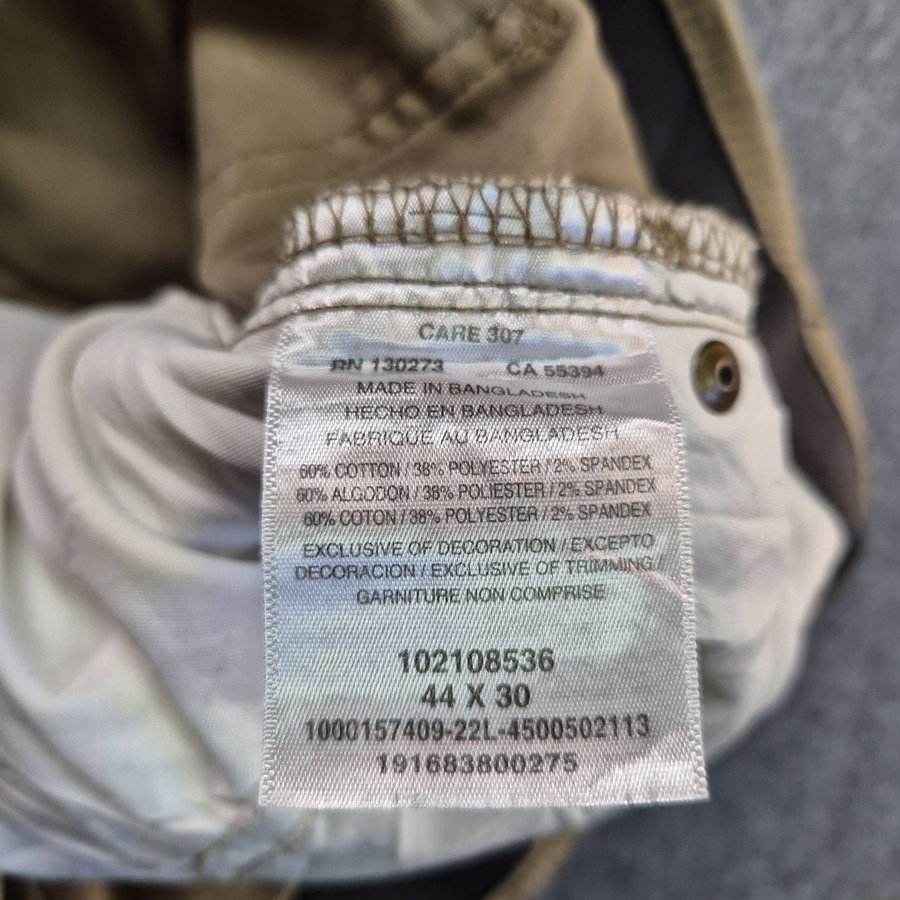 CARE 307
RN 130273 CA 55394
MADE IN BANGLADESH
HECHO EN BANGLADESH
FABRIQUE AU BANGLADESH
60% COTTON / 38% POLYESTER / 2% SPANDEX
60% ALGODON / 38% POLIESTER / 2% SPANDEX
60% COTON / 38% POLYESTER / 2% SPANDEX
EXCLUSIVE OF DECORATION / EXCEPTO
DECORACION / EXCLUSIVE OF TRIMMING /
GARNITURE NON COMPRISE
102108536
44 X 30
1000157409-22L-4500502113
191683800275